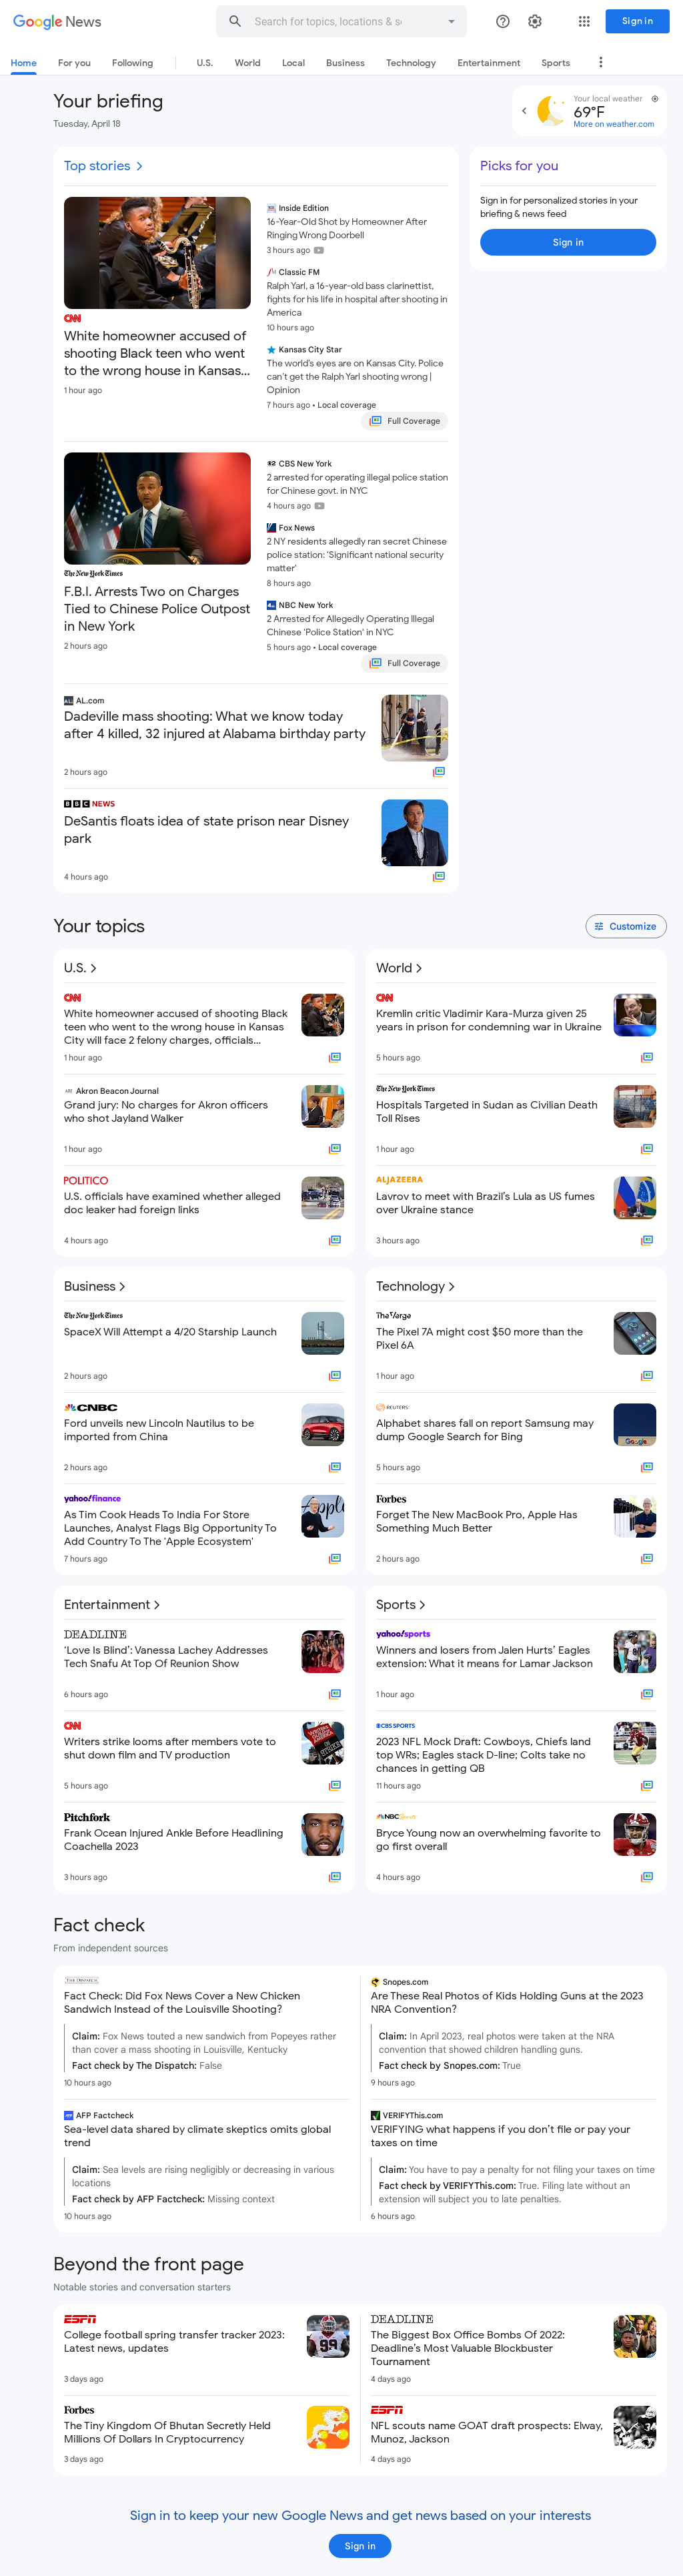 Google News
Search for topics, locations & so
Sign in
Home
For you
Following
U.S.
World
Local
Business
Technology
Entertainment
Sports
Your briefing
Tuesday, April 18
Your local weather
69°F
More on weather.com
Top stories
CNN
White homeowner accused of
shooting Black teen who went
to the wrong house in Kansas...
1 hour ago
Inside Edition
16-Year-Old Shot by Homeowner After
Ringing Wrong Doorbell
3 hours ago
Classic FM
Ralph Yarl, a 16-year-old bass clarinettist,
fights for his life in hospital after shooting in
America
10 hours ago
Kansas City Star
The world's eyes are on Kansas City. Police
can't get the Ralph Yarl shooting wrong |
Opinion
7 hours ago • Local coverage
Full Coverage
Picks for you
Sign in for personalized stories in your
briefing & news feed
Sign in
The New York Times
F.B.I. Arrests Two on Charges
Tied to Chinese Police Outpost
in New York
2 hours ago
CBS New York
2 arrested for operating illegal police station
for Chinese govt. in NYC
4 hours ago
Fox News
2 NY residents allegedly ran secret Chinese
police station: 'Significant national security
matter'
8 hours ago
NBC New York
2 Arrested for Allegedly Operating Illegal
Chinese 'Police Station' in NYC
5 hours ago • Local coverage
Full Coverage
AL.com
Dadeville mass shooting: What we know today
after 4 killed, 32 injured at Alabama birthday party
2 hours ago
BBC NEWS
DeSantis floats idea of state prison near Disney
park
4 hours ago
Your topics
Customize
U.S.
CNN
White homeowner accused of shooting Black
teen who went to the wrong house in Kansas
City will face 2 felony charges, officials...
1 hour ago
Akron Beacon Journal
Grand jury: No charges for Akron officers
who shot Jayland Walker
1 hour ago
POLITICO
U.S. officials have examined whether alleged
doc leaker had foreign links
4 hours ago
World
CNN
Kremlin critic Vladimir Kara-Murza given 25
years in prison for condemning war in Ukraine
5 hours ago
The New York Times
Hospitals Targeted in Sudan as Civilian Death
Toll Rises
1 hour ago
ALJAZEERA
Lavrov to meet with Brazil's Lula as US fumes
over Ukraine stance
3 hours ago
Business
The New York Times
SpaceX Will Attempt a 4/20 Starship Launch
2 hours ago
CNBC
Ford unveils new Lincoln Nautilus to be
imported from China
2 hours ago
yahoo!finance
As Tim Cook Heads To India For Store
Launches, Analyst Flags Big Opportunity To
Add Country To The 'Apple Ecosystem'
7 hours ago
Technology
The Verge
The Pixel 7A might cost $50 more than the
Pixel 6A
1 hour ago
REUTERS
Alphabet shares fall on report Samsung may
dump Google Search for Bing
5 hours ago
Forbes
Forget The New MacBook Pro, Apple Has
Something Much Better
2 hours ago
Entertainment
DEADLINE
'Love Is Blind': Vanessa Lachey Addresses
Tech Snafu At Top Of Reunion Show
6 hours ago
CNN
Writers strike looms after members vote to
shut down film and TV production
5 hours ago
Pitchfork
Frank Ocean Injured Ankle Before Headlining
Coachella 2023
3 hours ago
Sports
yahoo!sports
Winners and losers from Jalen Hurts' Eagles
extension: What it means for Lamar Jackson
1 hour ago
CBS SPORTS
2023 NFL Mock Draft: Cowboys, Chiefs land
top WRs; Eagles stack D-line; Colts take no
chances in getting QB
11 hours ago
NBC Sports
Bryce Young now an overwhelming favorite to
go first overall
4 hours ago
Fact check
From independent sources
THE DISPATCH
Fact Check: Did Fox News Cover a New Chicken
Sandwich Instead of the Louisville Shooting?
Claim: Fox News touted a new sandwich from Popeyes rather
than cover a mass shooting in Louisville, Kentucky
Fact check by The Dispatch: False
10 hours ago
Snopes.com
Are These Real Photos of Kids Holding Guns at the 2023
NRA Convention?
Claim: In April 2023, real photos were taken at the NRA
convention that showed children handling guns.
Fact check by Snopes.com: True
9 hours ago
AFP Factcheck
Sea-level data shared by climate skeptics omits global
trend
Claim: Sea levels are rising negligibly or decreasing in various
locations
Fact check by AFP Factcheck: Missing context
10 hours ago
VERIFYThis.com
VERIFYING what happens if you don't file or pay your
taxes on time
Claim: You have to pay a penalty for not filing your taxes on time
Fact check by VERIFYThis.com: True. Filing late without an
extension will subject you to late penalties.
6 hours ago
Beyond the front page
Notable stories and conversation starters
ESPN
College football spring transfer tracker 2023:
Latest news, updates
3 days ago
DEADLINE
The Biggest Box Office Bombs Of 2022:
Deadline's Most Valuable Blockbuster
Tournament
4 days ago
Forbes
The Tiny Kingdom Of Bhutan Secretly Held
Millions Of Dollars In Cryptocurrency
3 days ago
ESPN
NFL scouts name GOAT draft prospects: Elway,
Munoz, Jackson
4 days ago
Sign in to keep your new Google News and get news based on your interests
Sign in